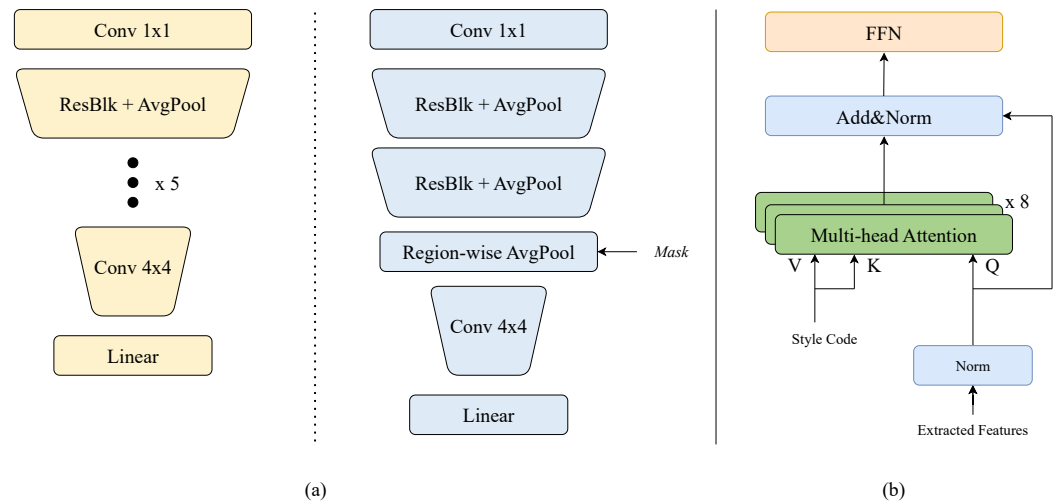 Conv 1x1
ResBlk + AvgPool
x 5
Conv 4x4
Linear
Conv 1x1
ResBlk + AvgPool
ResBlk + AvgPool
Region-wise AvgPool
Mask
Conv 4x4
Linear
(a)
FFN
Add&Norm
x 8
Multi-head Attention
V
K
Q
Style Code
Norm
Extracted Features
(b)